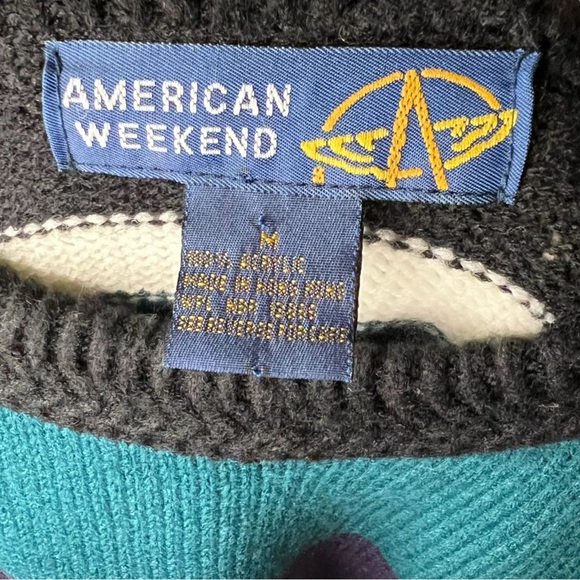 AMERICAN
WEEKEND
M
100% ACRYLIC
MADE IN HONG KONG
SEE REVERSE FOR CARE